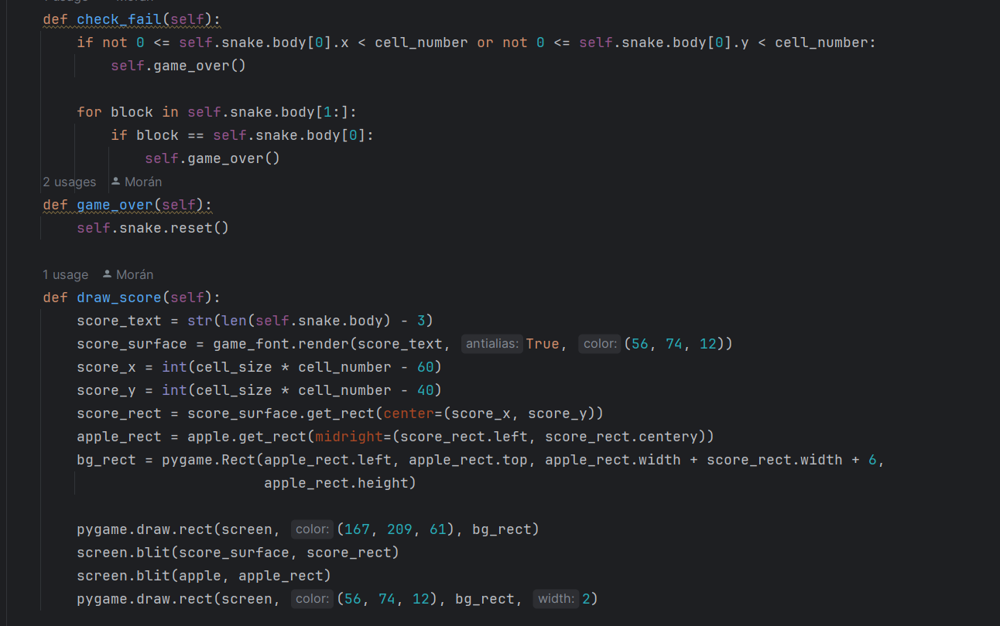 1 usage Morán
def check_fail(self):
    if not 0 <= self.snake.body[0].x < cell_number or not 0 <= self.snake.body[0].y < cell_number:
        self.game_over()

    for block in self.snake.body[1:]:
        if block == self.snake.body[0]:
            self.game_over()
2 usages Morán
def game_over(self):
    self.snake.reset()

1 usage Morán
def draw_score(self):
    score_text = str(len(self.snake.body) - 3)
    score_surface = game_font.render(score_text, antialias: True, color: (56, 74, 12))
    score_x = int(cell_size * cell_number - 60)
    score_y = int(cell_size * cell_number - 40)
    score_rect = score_surface.get_rect(center=(score_x, score_y))
    apple_rect = apple.get_rect(midright=(score_rect.left, score_rect.centery))
    bg_rect = pygame.Rect(apple_rect.left, apple_rect.top, apple_rect.width + score_rect.width + 6,
                          apple_rect.height)

    pygame.draw.rect(screen, color: (167, 209, 61), bg_rect)
    screen.blit(score_surface, score_rect)
    screen.blit(apple, apple_rect)
    pygame.draw.rect(screen, color: (56, 74, 12), bg_rect, width: 2)